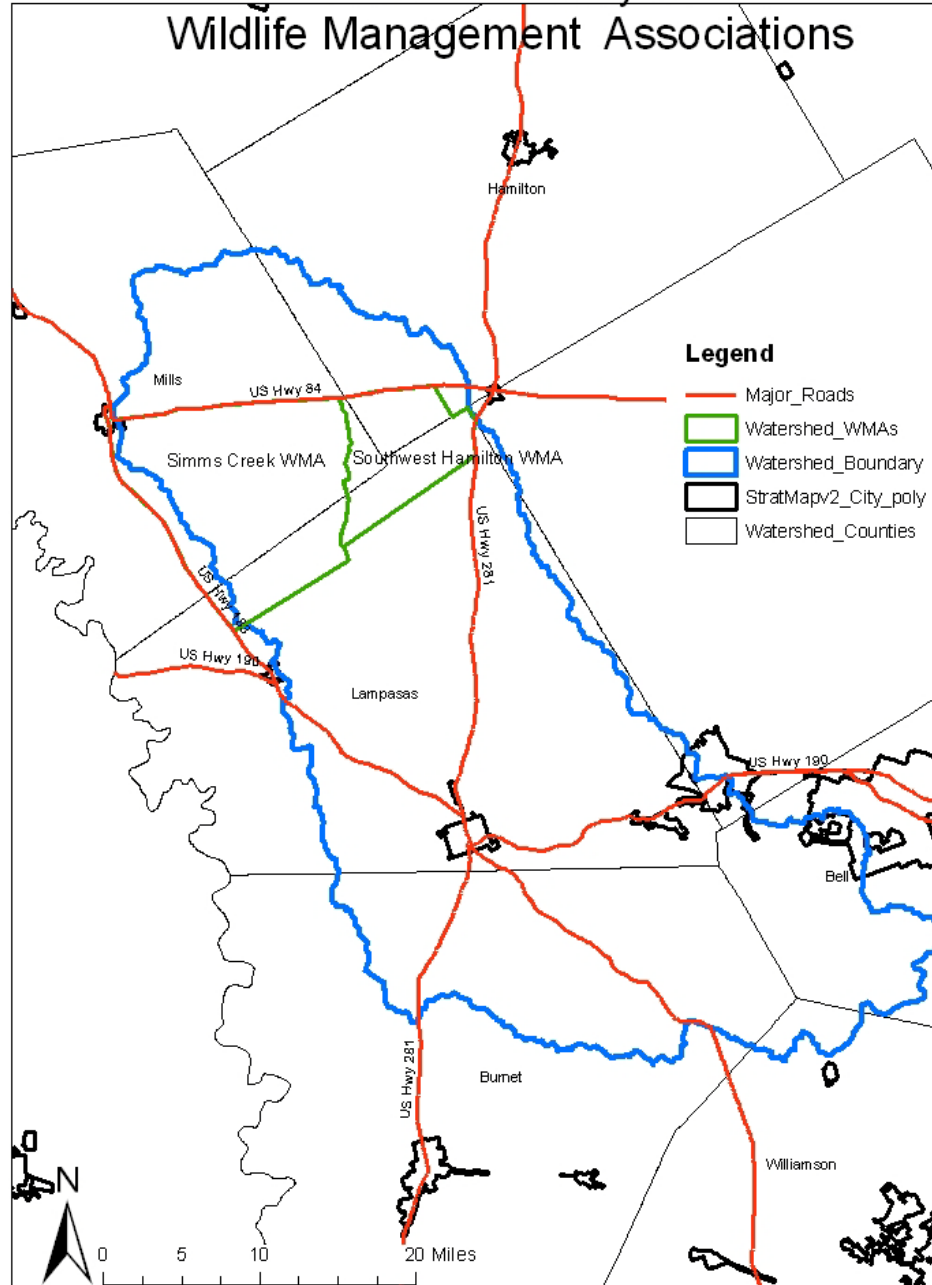 Wildlife Management Associations
Hamilton
Mills
US Hwy 84
Simms Creek WMA
Southwest Hamilton WMA
Legend
Major_Roads
Watershed_WMAs
Watershed_Boundary
StratMapv2_City_poly
Watershed_Counties
US Hwy 281
US Hwy
US Hwy 190
Lampasas
US Hwy 190
Bell
Burnet
US Hwy 281
Williamson
N
0 5 10 20 Miles